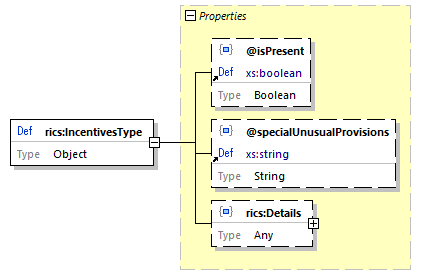 Properties
@isPresent
Def xs:boolean
Type Boolean
Def rics:IncentivesType
Type Object
@specialUnusualProvisions
Def xs:string
Type String
rics:Details
Type Any